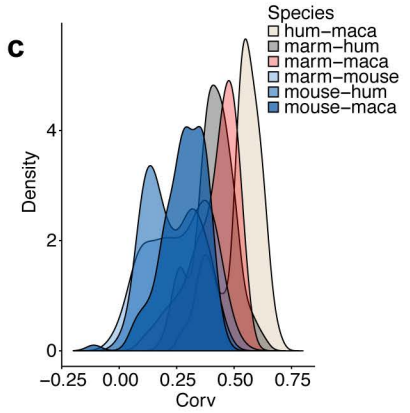 c
Species
hum-maca
marm-hum
marm-maca
marm-mouse
mouse-hum
mouse-maca
Density
4
2
0
-0.25 0.00 0.25 0.50 0.75
Corv